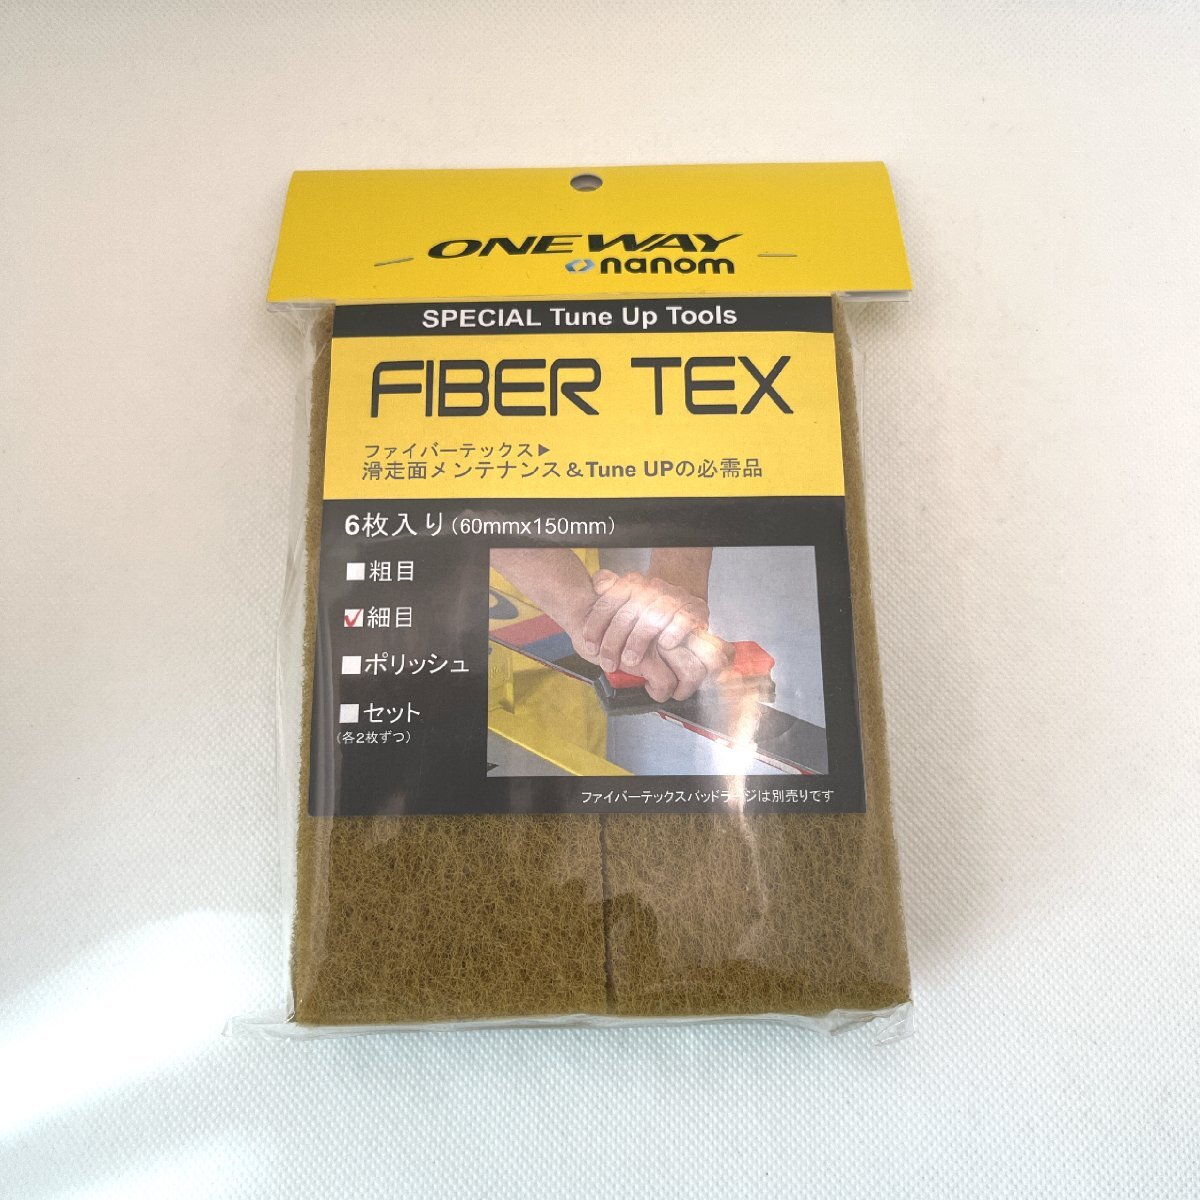 ONE WAY
nanom
SPECIAL Tune Up Tools
FIBER TEX
ファイバーテックス▶
滑走面メンテナンス&Tune UPの必需品
6枚入り(60mmx150mm)
粗目
細目
ポリッシュ
セット
(各2枚ずつ)
ファイバーテックスパッドラージは別売りです